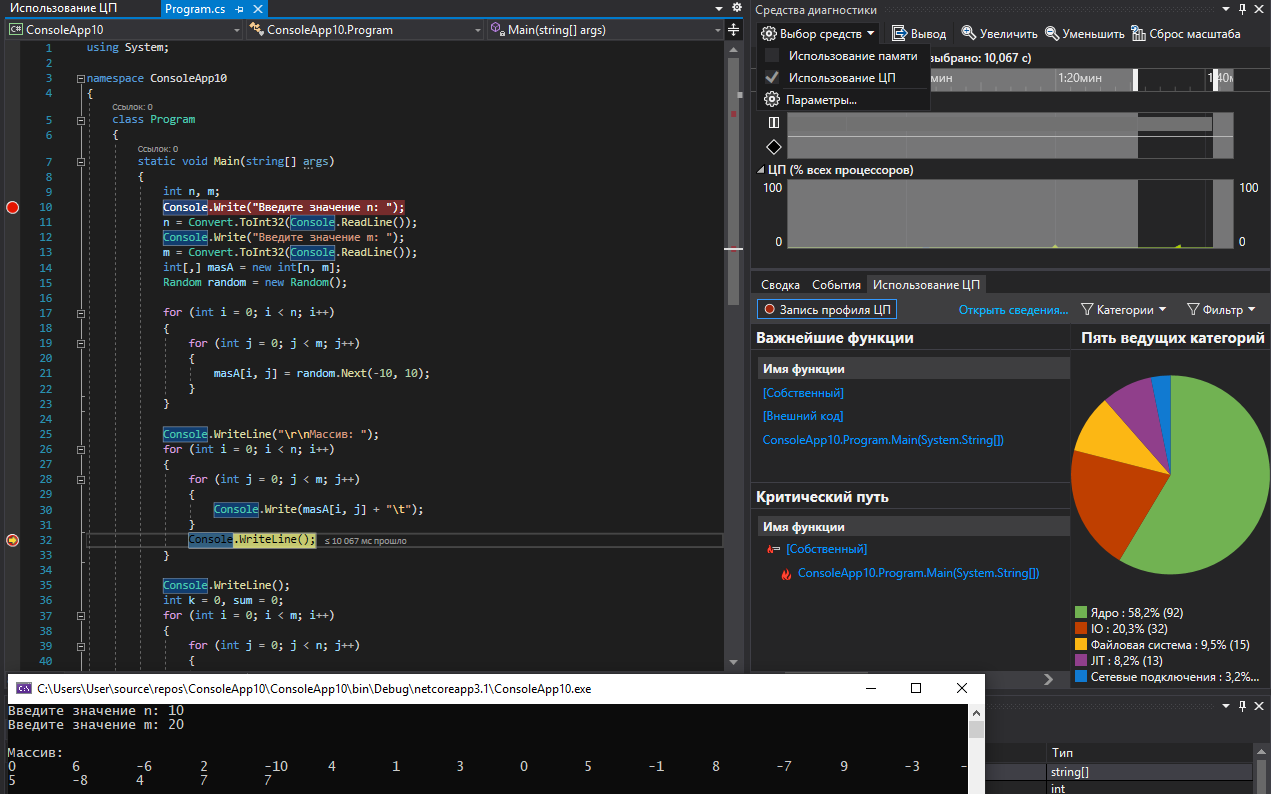 Использование ЦП
Program.cs
ConsoleApp10
ConsoleApp10.Program
Main(string[] args)
1 using System;
2
3 namespace ConsoleApp10
4 {
Ссылок: 0
5 class Program
6 {
Ссылок: 0
7 static void Main(string[] args)
8 {
9 int n, m;
10 Console.Write("Введите значение n: ");
11 n = Convert.ToInt32(Console.ReadLine());
12 Console.Write("Введите значение m: ");
13 m = Convert.ToInt32(Console.ReadLine());
14 int[,] masA = new int[n, m];
15 Random random = new Random();
16
17 for (int i = 0; i < n; i++)
18 {
19 for (int j = 0; j < m; j++)
20 {
21 masA[i, j] = random.Next(-10, 10);
22 }
23 }
24
25 Console.WriteLine("\r\nМассив: ");
26 for (int i = 0; i < n; i++)
27 {
28 for (int j = 0; j < m; j++)
29 {
30 Console.Write(masA[i, j] + "\t");
31 }
32 Console.WriteLine(); ≤ 10 067 мс прошло
33 }
34
35 Console.WriteLine();
36 int k = 0, sum = 0;
37 for (int i = 0; i < m; i++)
38 {
39 for (int j = 0; j < n; j++)
40 {
Средства диагностики
Выбор средств
Вывод
Увеличить
Уменьшить
Сброс масштаба
Использование памяти
Использование ЦП
Параметры...
выбрано: 10,067 с)
мин
1:20мин
ЦП (% всех процессоров)
100 100
0 0
Сводка События Использование ЦП
Запись профиля ЦП
Открыть сведения...
Категории
Фильтр
Важнейшие функции
Имя функции
[Собственный]
[Внешний код]
ConsoleApp10.Program.Main(System.String[])
Критический путь
Имя функции
[Собственный]
ConsoleApp10.Program.Main(System.String[])
Пять ведущих категорий
Ядро : 58,2% (92)
IO : 20,3% (32)
Файловая система : 9,5% (15)
JIT : 8,2% (13)
Сетевые подключения : 3,2%...
C:\Users\User\source\repos\ConsoleApp10\ConsoleApp10\bin\Debug\netcoreapp3.1\ConsoleApp10.exe
Введите значение n: 10
Введите значение m: 20
Массив:
0 6 -6 2 -10 4 1 3 0 5 -1 8 -7 9 -3 -
5 -8 4 7 7
Тип
string[]
int